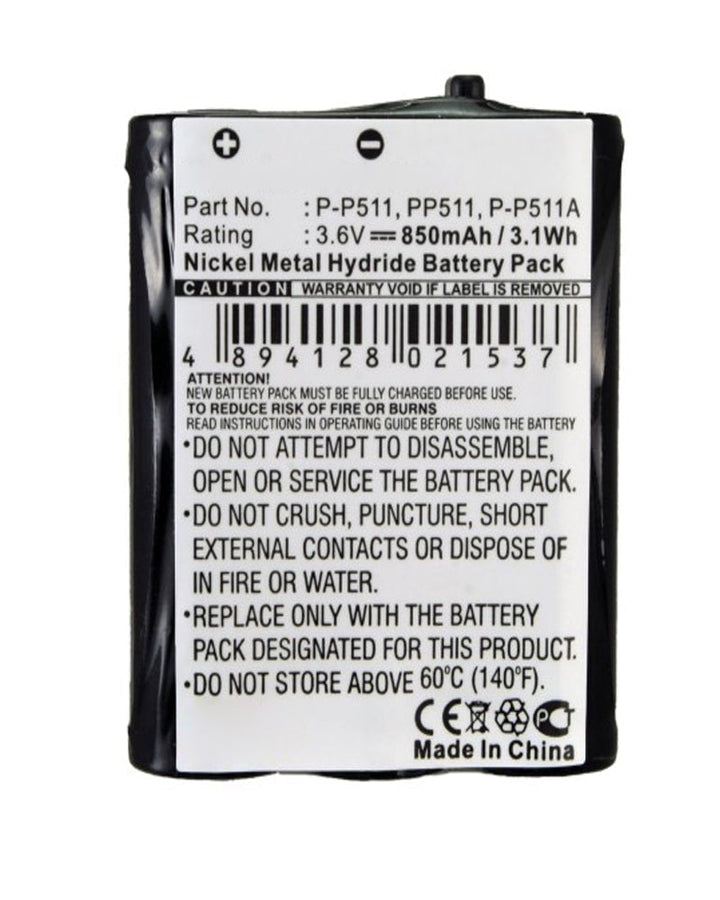 Part No. : P-P511, PP511, P-P511A
Rating : 3.6V 850mAh / 3.1Wh
Nickel Metal Hydride Battery Pack
CAUTION WARRANTY VOID IF LABEL IS REMOVED
4 894128 021537
ATTENTION!
NEW BATTERY PACK MUST BE FULLY CHARGED BEFORE USE.
TO REDUCE RISK OF FIRE OR BURNS
READ INSTRUCTIONS IN OPERATING GUIDE BEFORE USING THE BATTERY
•DO NOT ATTEMPT TO DISASSEMBLE,
OPEN OR SERVICE THE BATTERY PACK.
•DO NOT CRUSH, PUNCTURE, SHORT
EXTERNAL CONTACTS OR DISPOSE OF
IN FIRE OR WATER.
•REPLACE ONLY WITH THE BATTERY
PACK DESIGNATED FOR THIS PRODUCT.
•DO NOT STORE ABOVE 60°C (140°F).
CE PCT
Made In China